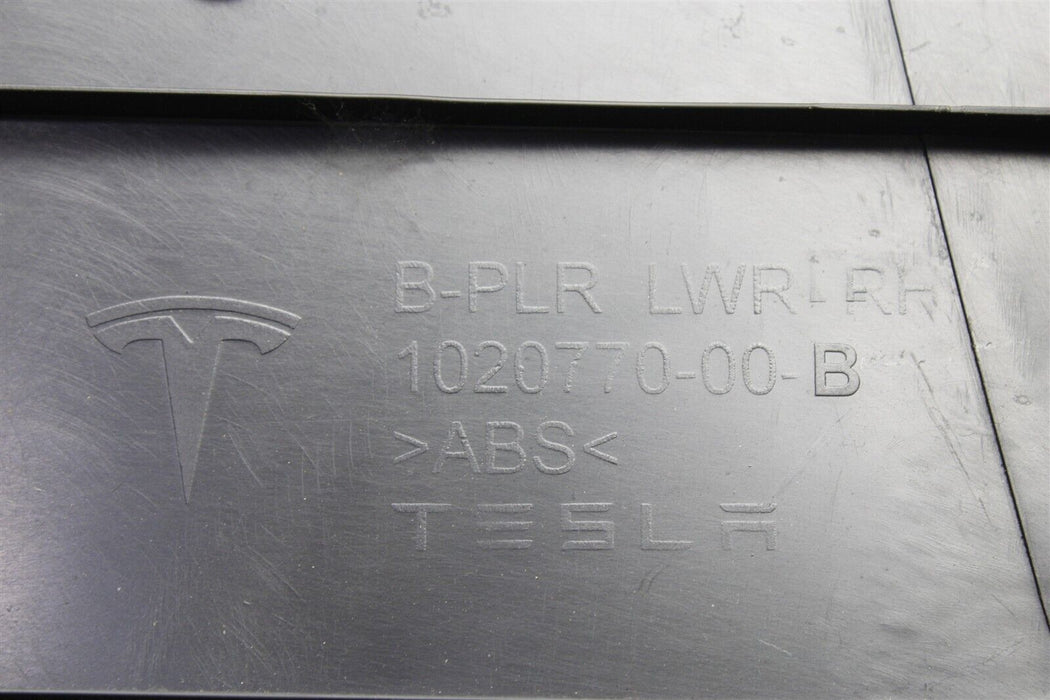 B-PLR LWR RH
1020770-00-B
>ABS<
TESLA